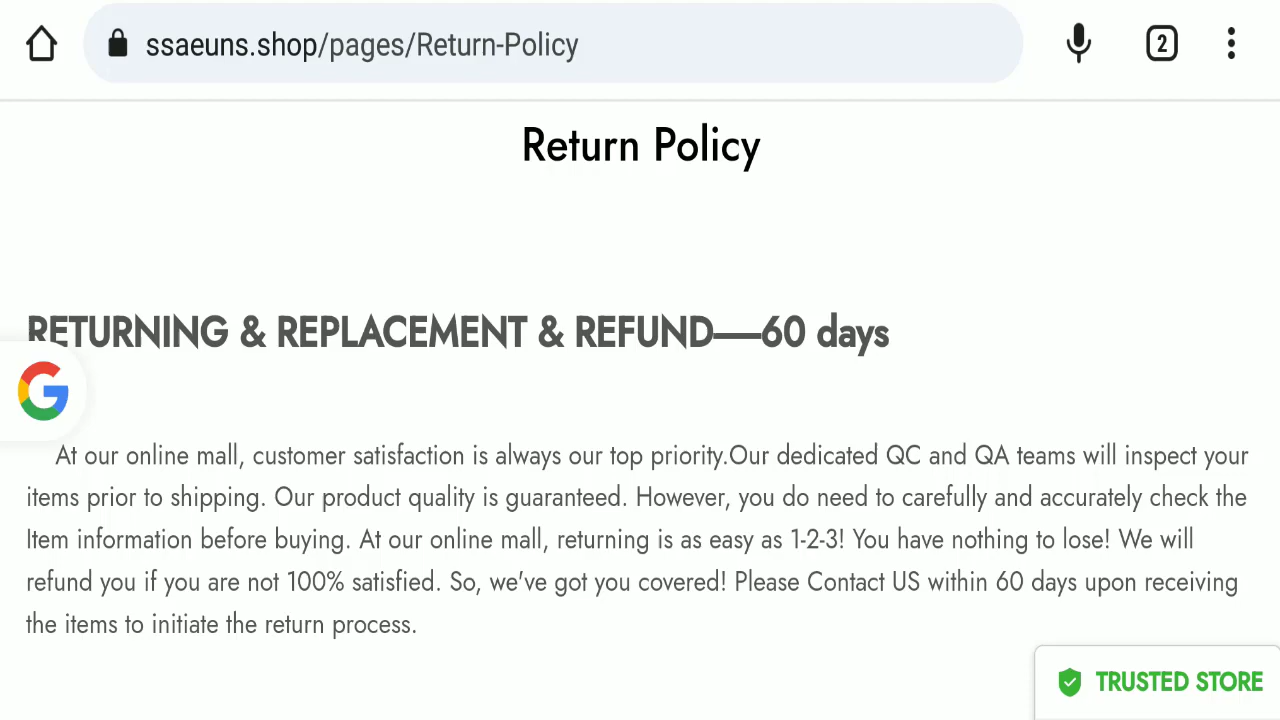 ssaeuns.shop/pages/Return-Policy
2
Return Policy
RETURNING & REPLACEMENT & REFUND—60 days
G
At our online mall, customer satisfaction is always our top priority.Our dedicated QC and QA teams will inspect your
items prior to shipping. Our product quality is guaranteed. However, you do need to carefully and accurately check the
Item information before buying. At our online mall, returning is as easy as 1-2-3! You have nothing to lose! We will
refund you if you are not 100% satisfied. So, we've got you covered! Please Contact US within 60 days upon receiving
the items to initiate the return process.
TRUSTED STORE